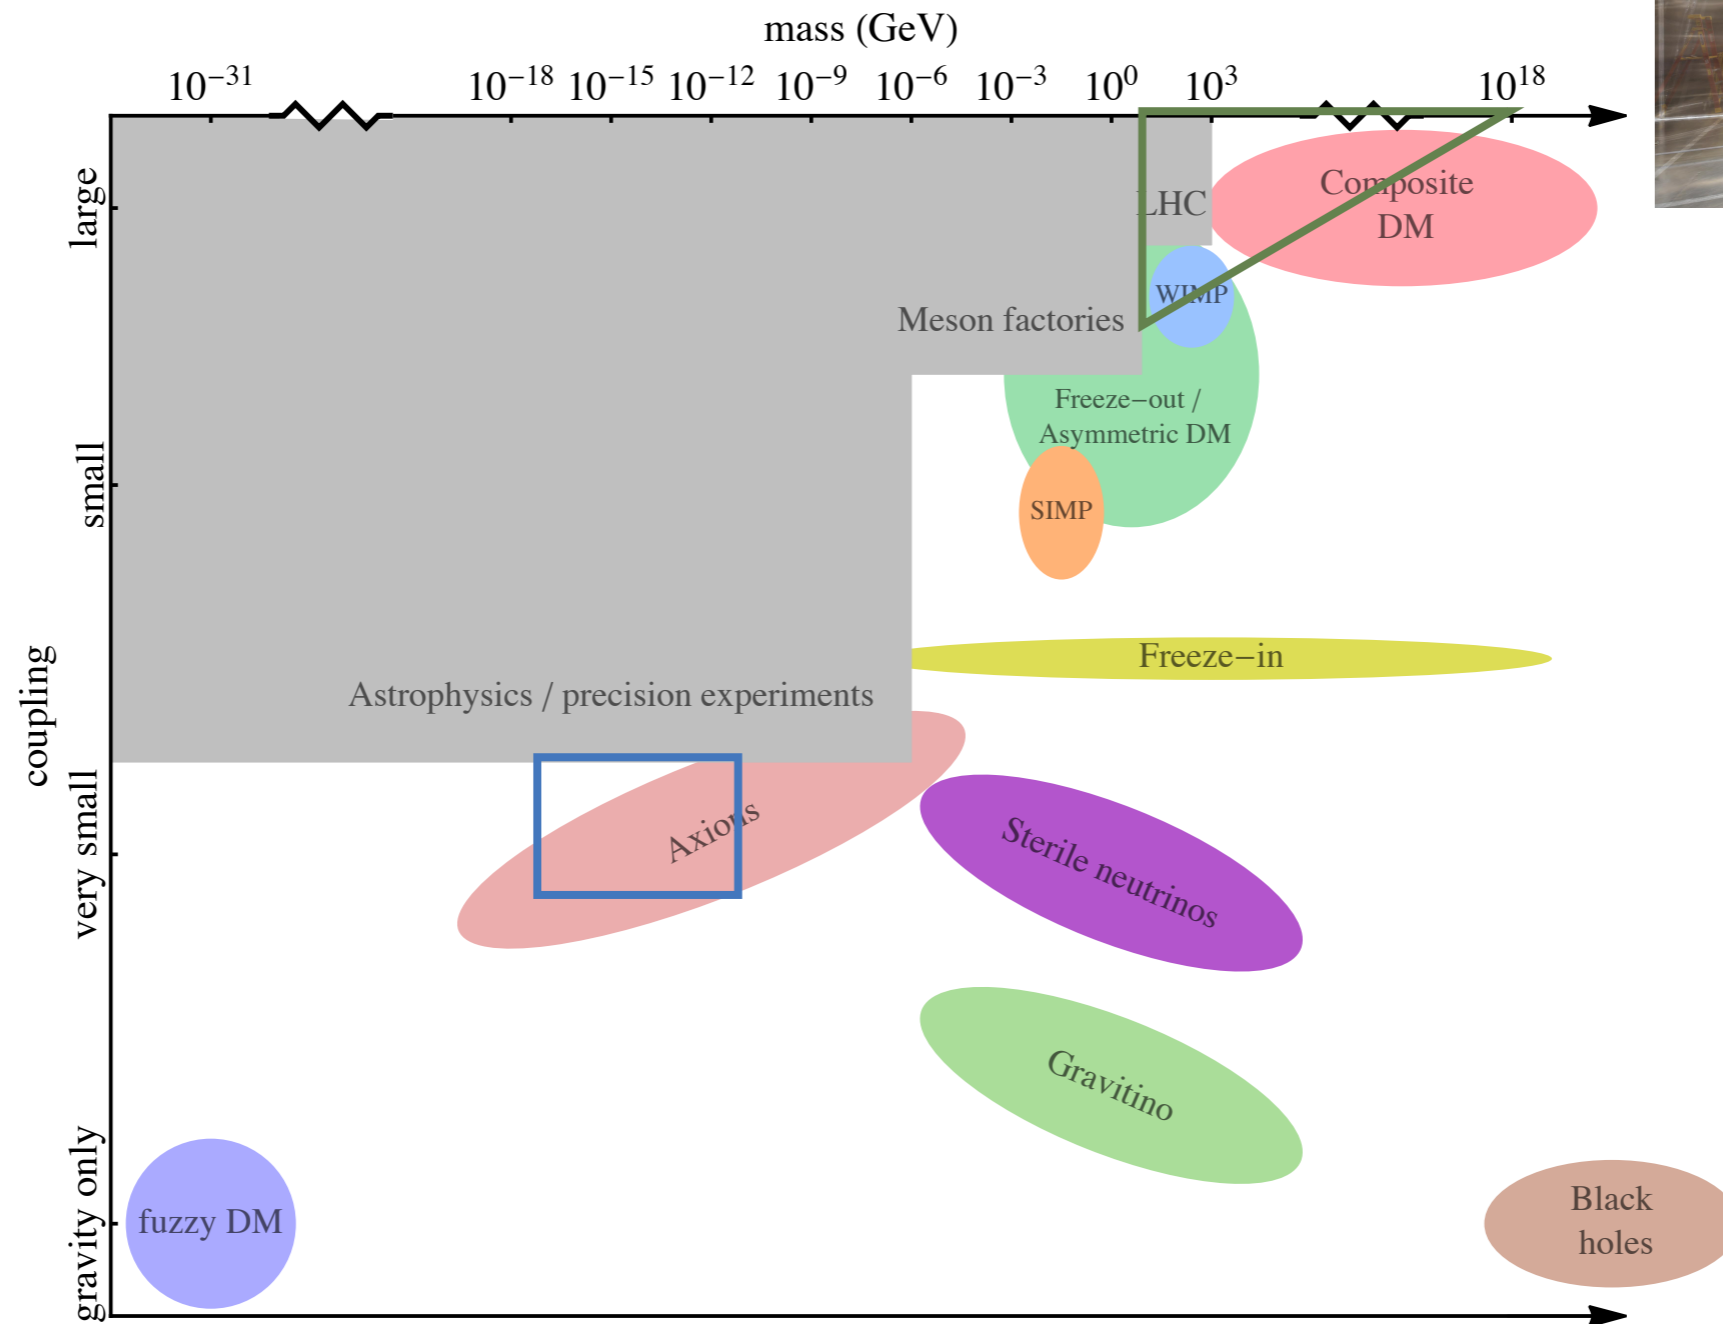 mass (GeV)
10⁻³¹ 10⁻¹⁸ 10⁻¹⁵ 10⁻¹² 10⁻⁹ 10⁻⁶ 10⁻³ 10⁰ 10³ 10¹⁸
large
small
very small
gravity only
coupling
LHC
Composite
DM
WIMP
Meson factories
Freeze−out /
Asymmetric DM
SIMP
Freeze−in
Astrophysics / precision experiments
Axions
Sterile neutrinos
Gravitino
fuzzy DM
Black
holes